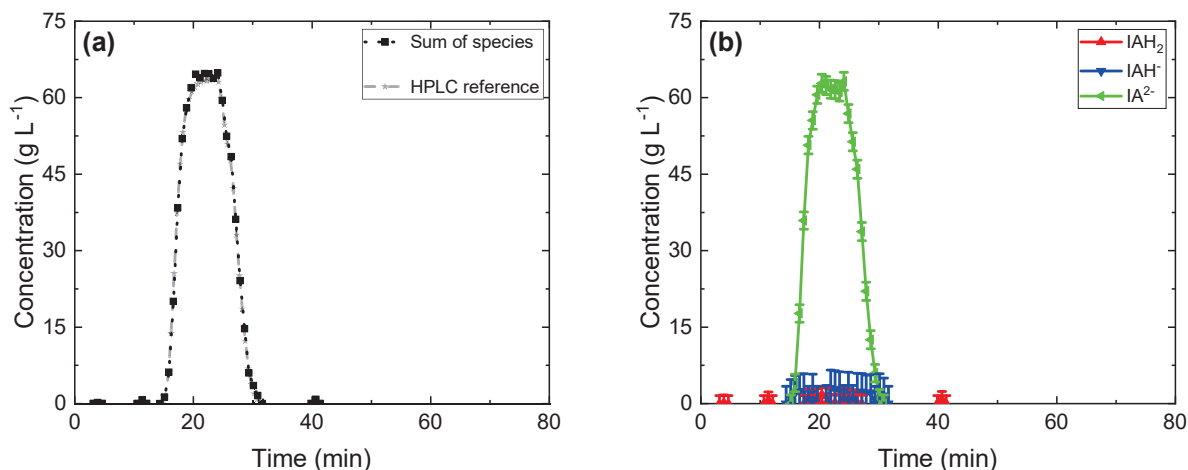 (a)
Sum of species
HPLC reference
75
60
45
30
15
0
Concentration (g L⁻¹)
0 20 40 60 80
Time (min)
(b)
IAH₂
IAH⁻
IA²⁻
75
60
45
30
15
0
Concentration (g L⁻¹)
0 20 40 60 80
Time (min)